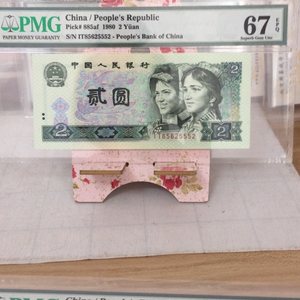 PMG
PAPER MONEY GUARANTY
China / People's Republic
Pick# 885af 1980 2 Yüan
S/N IT85625552 - People's Bank of China
67 EPQ
Superb Gem Unc
中国人民银行
贰圆
2
2
IT85625552
PMG